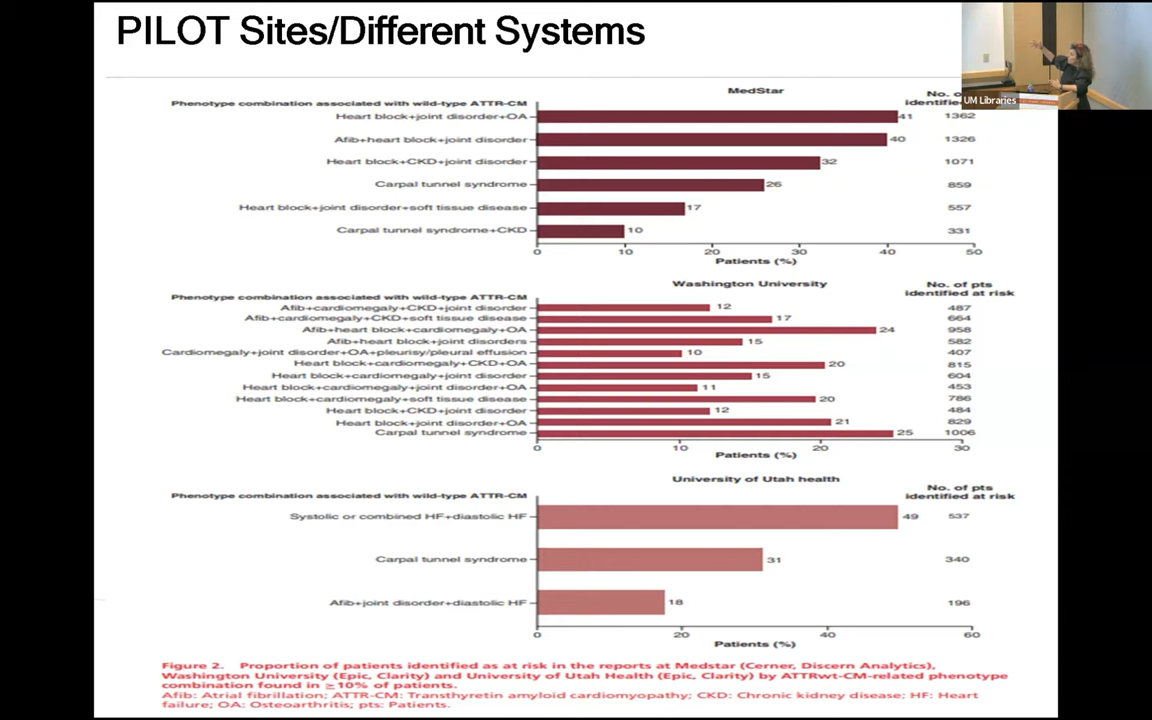 PILOT Sites/Different Systems
UM Libraries
MedStar
Phenotype combination associated with wild-type ATTR-CM
No. of
identifie
Heart block+joint disorder+OA 41 1362
Afib+heart block+joint disorder 40 1326
Heart block+CKD+joint disorder 32 1071
Carpal tunnel syndrome 26 859
Heart block+joint disorder+soft tissue disease 17 557
Carpal tunnel syndrome+CKD 10 331
0 10 20 30 40 50
Patients (%)
Washington University
Phenotype combination associated with wild-type ATTR-CM
No. of pts
identified at risk
Afib+cardiomegaly+CKD+joint disorder 12 487
Afib+cardiomegaly+CKD+soft tissue disease 17 664
Afib+heart block+cardiomegaly+OA 24 958
Afib+heart block+joint disorders 15 582
Cardiomegaly+joint disorder+OA+pleurisy/pleural effusion 10 407
Heart block+cardiomegaly+CKD+OA 20 815
Heart block+cardiomegaly+joint disorder 15 604
Heart block+cardiomegaly+joint disorder+OA 11 453
Heart block+cardiomegaly+soft tissue disease 20 786
Heart block+CKD+joint disorder 12 484
Heart block+joint disorder+OA 21 829
Carpal tunnel syndrome 25 1006
0 10 20 30
Patients (%)
University of Utah health
Phenotype combination associated with wild-type ATTR-CM
No. of pts
identified at risk
Systolic or combined HF+diastolic HF 49 537
Carpal tunnel syndrome 31 340
Afib+joint disorder+diastolic HF 18 196
0 20 40 60
Patients (%)
Figure 2. Proportion of patients identified as at risk in the reports at Medstar (Cerner, Discern Analytics),
Washington University (Epic, Clarity) and University of Utah Health (Epic, Clarity) by ATTRwt-CM-related phenotype
combination found in ≥10% of patients.
Afib: Atrial fibrillation; ATTR-CM: Transthyretin amyloid cardiomyopathy; CKD: Chronic kidney disease; HF: Heart
failure; OA: Osteoarthritis; pts: Patients.